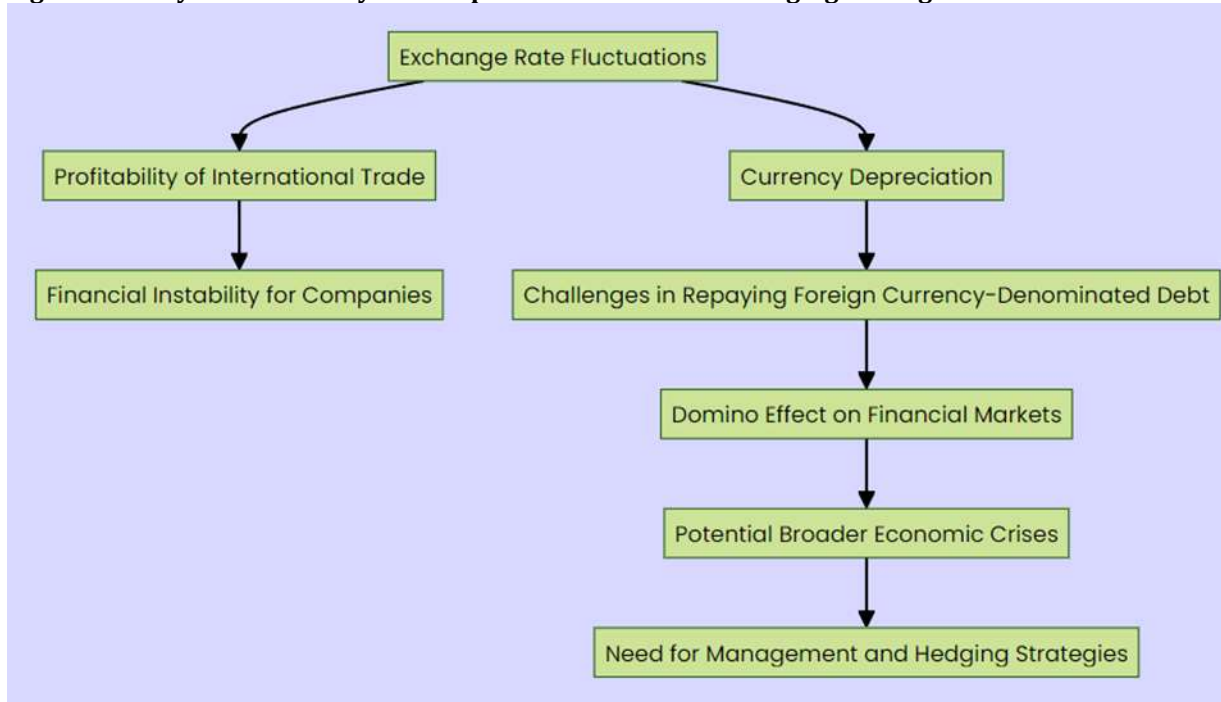 Exchange Rate Fluctuations
Profitability of International Trade
Currency Depreciation
Financial Instability for Companies
Challenges in Repaying Foreign Currency-Denominated Debt
Domino Effect on Financial Markets
Potential Broader Economic Crises
Need for Management and Hedging Strategies